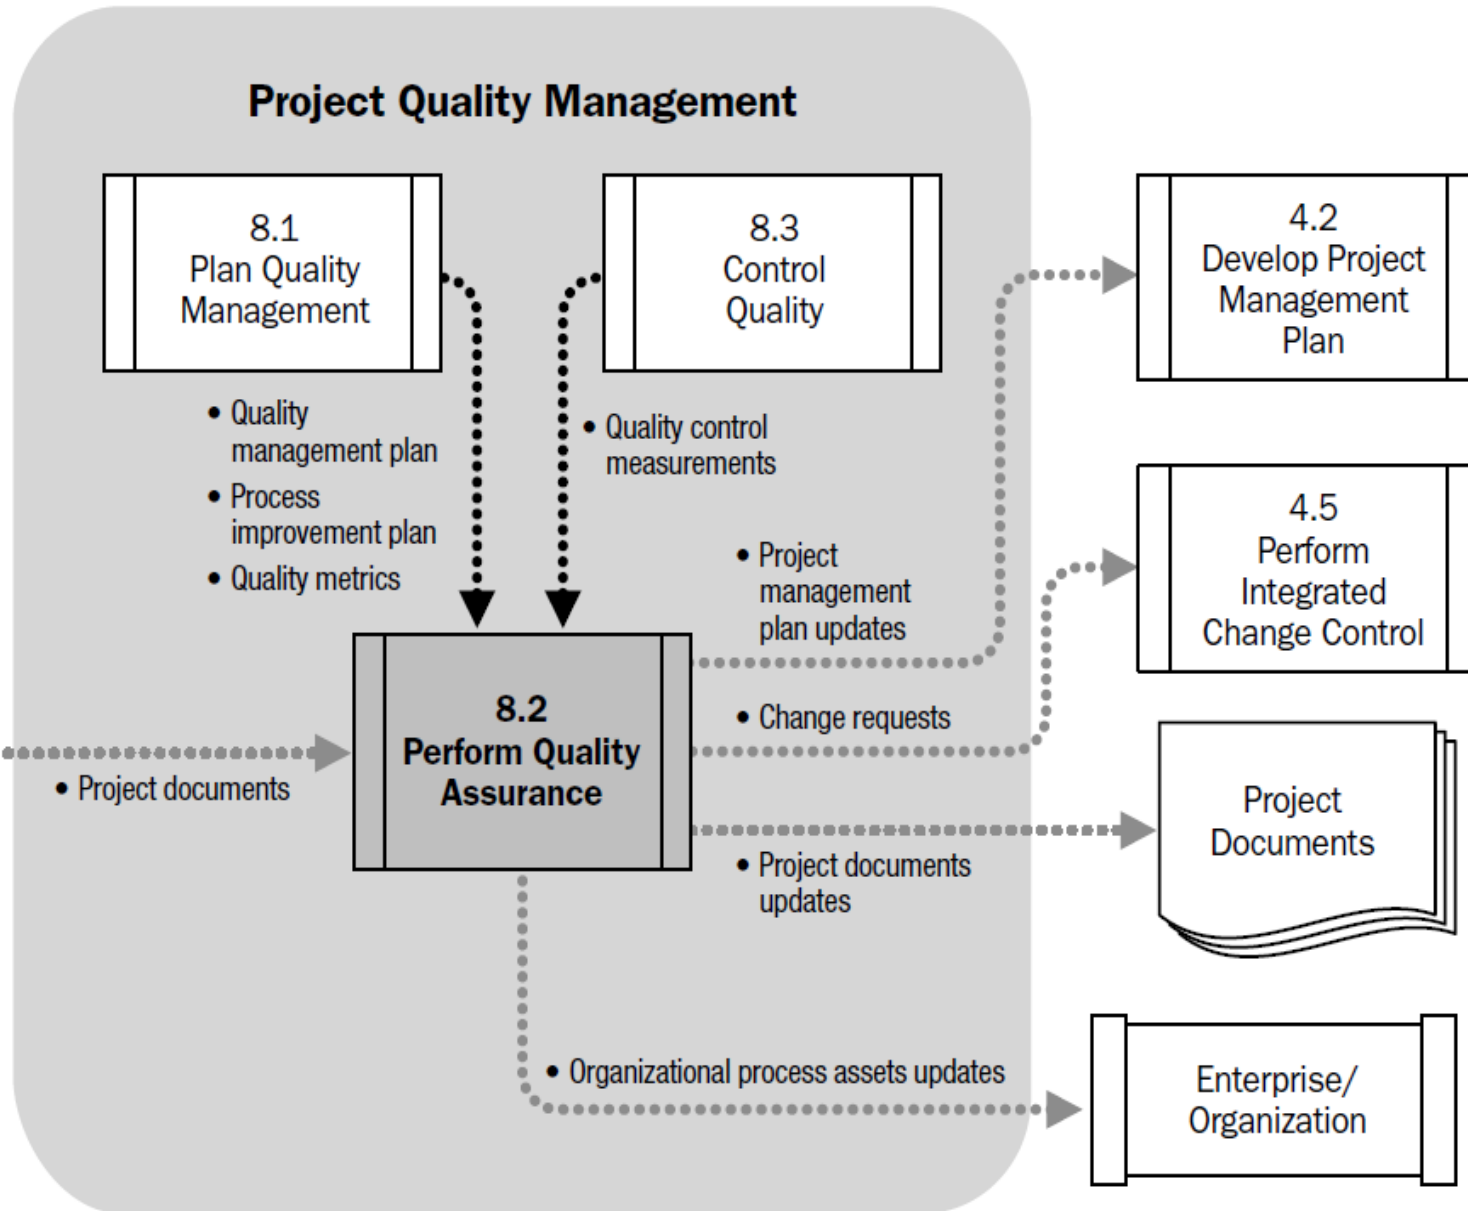 Project Quality Management
8.1
Plan Quality
Management
8.3
Control
Quality
4.2
Develop Project
Management
Plan
• Quality
management plan
• Process
improvement plan
• Quality metrics
• Quality control
measurements
4.5
Perform
Integrated
Change Control
• Project
management
plan updates
8.2
Perform Quality
Assurance
• Change requests
• Project documents
Project
Documents
• Project documents
updates
• Organizational process assets updates
Enterprise/
Organization